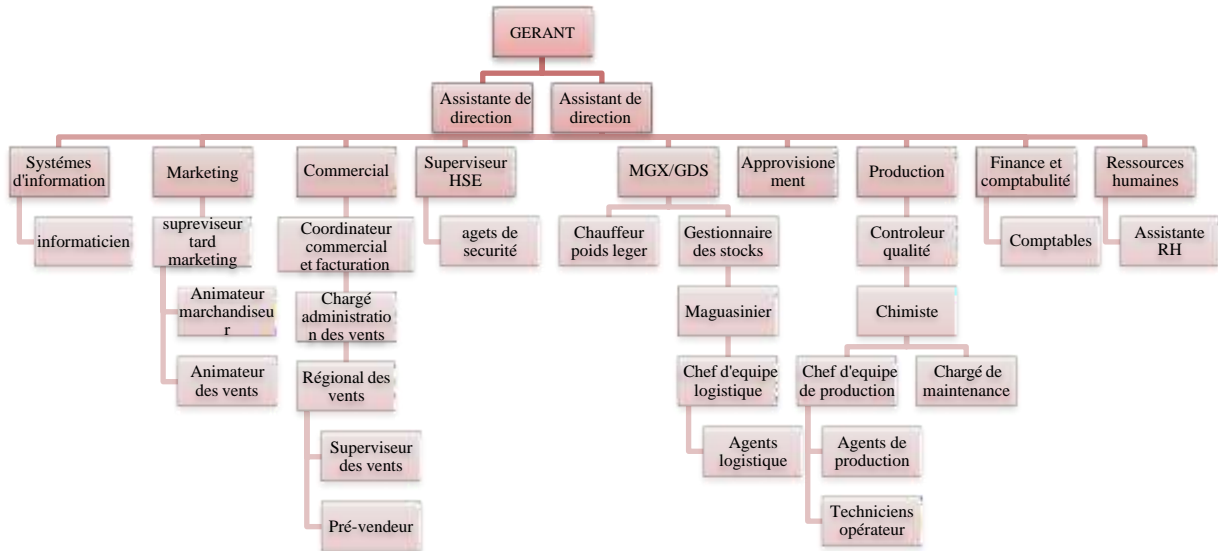 GERANT
Assistante de
direction
Assistant de
direction
Systémes
d'information
Marketing
Commercial
Superviseur
HSE
MGX/GDS
Approvisione
ment
Production
Finance et
comptabulité
Ressources
humaines
informaticien
supreviseur
tard
marketing
Coordinateur
commercial
et facturation
agets de
securité
Chauffeur
poids leger
Gestionnaire
des stocks
Controleur
qualité
Comptables
Assistante
RH
Animateur
marchandiseu
r
Chargé
administratio
n des vents
Maguasinier
Chimiste
Animateur
des vents
Régional des
vents
Chef d'equipe
logistique
Chef d'equipe
de production
Chargé de
maintenance
Superviseur
des vents
Agents
logistique
Agents de
production
Pré-vendeur
Techniciens
opérateur